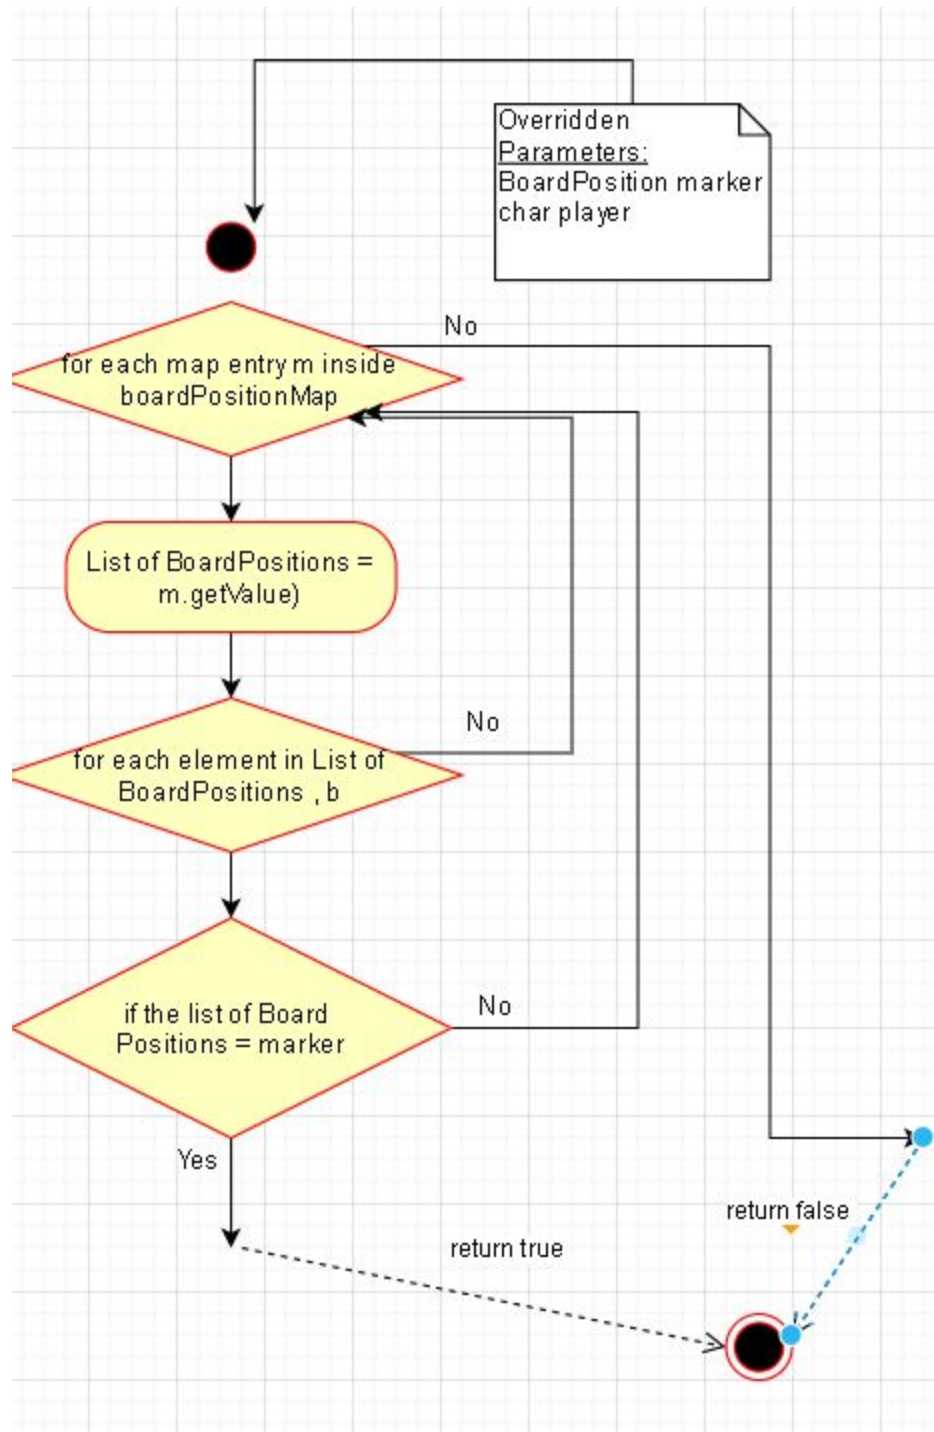 Overridden
Parameters:
BoardPosition marker
char player
No
for each map entry m inside
boardPositionMap
List of BoardPositions =
m.getValue)
No
for each element in List of
BoardPositions , b
No
if the list of Board
Positions = marker
Yes
return false
return true